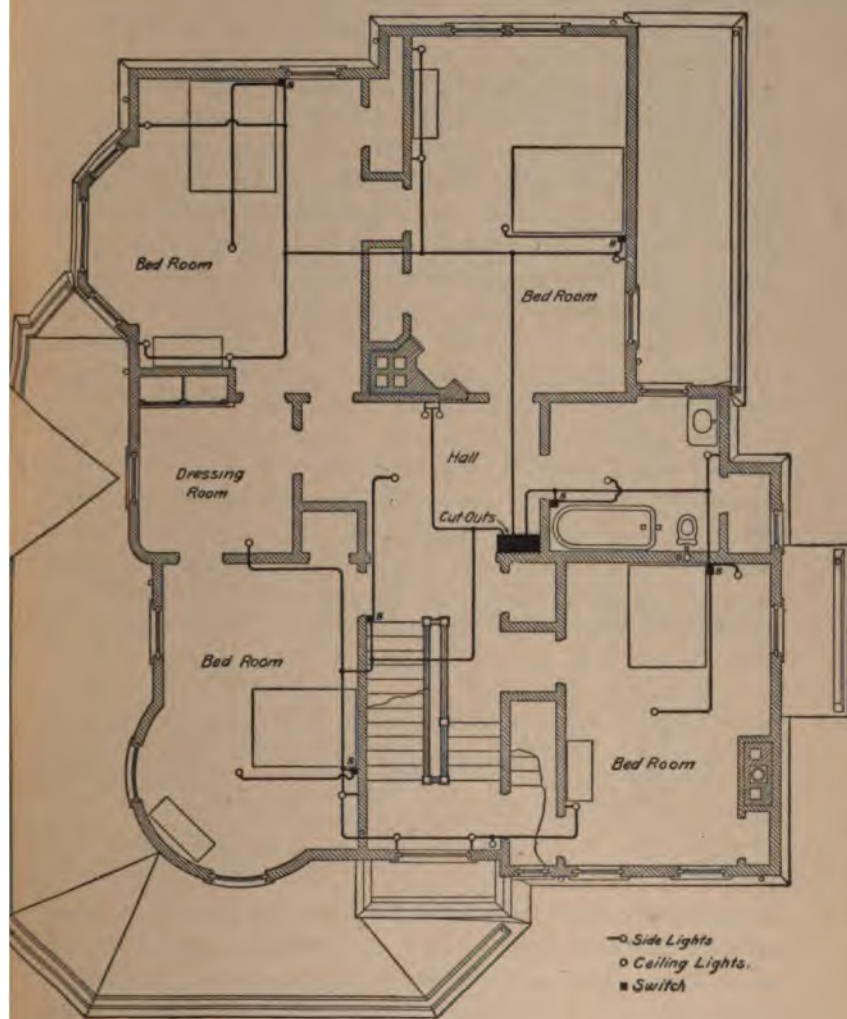 Bed Room
Bed Room
Hall
Dressing
Room
Cut Outs
S
S
S
S
Bed Room
S
S
Bed Room
Side Lights
Ceiling Lights.
Switch